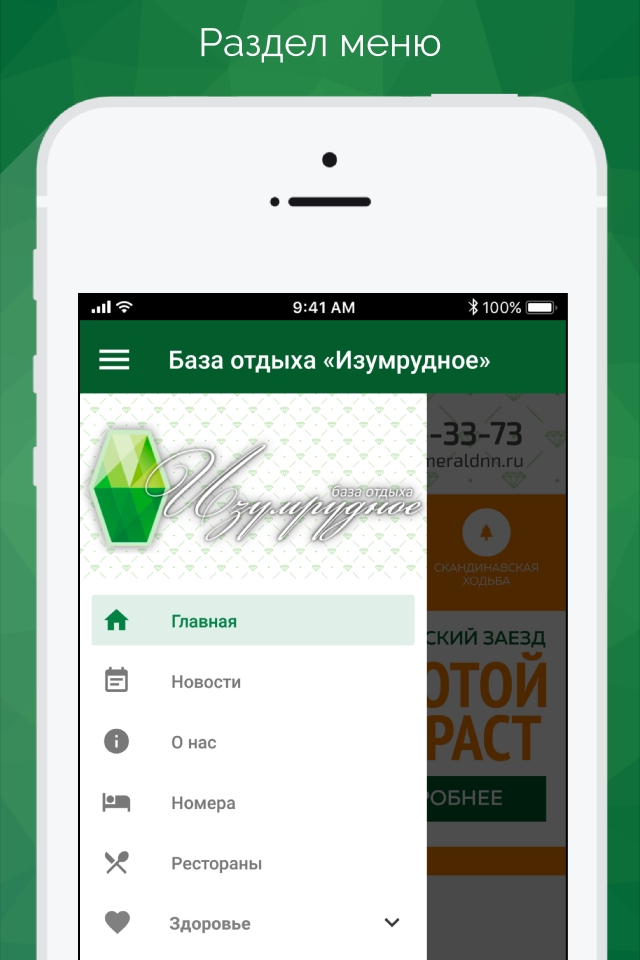 Раздел меню
9:41 AM
100%
База отдыха «Изумрудное»
-33-73
meraldnn.ru
база отдыха
Изумрудное
СКАНДИНАВСКАЯ
ХОДЬБА
Главная
СКИЙ ЗАЕЗД
Новости
ОТОЙ
РАСТ
О нас
Номера
РОБНЕЕ
Рестораны
Здоровье